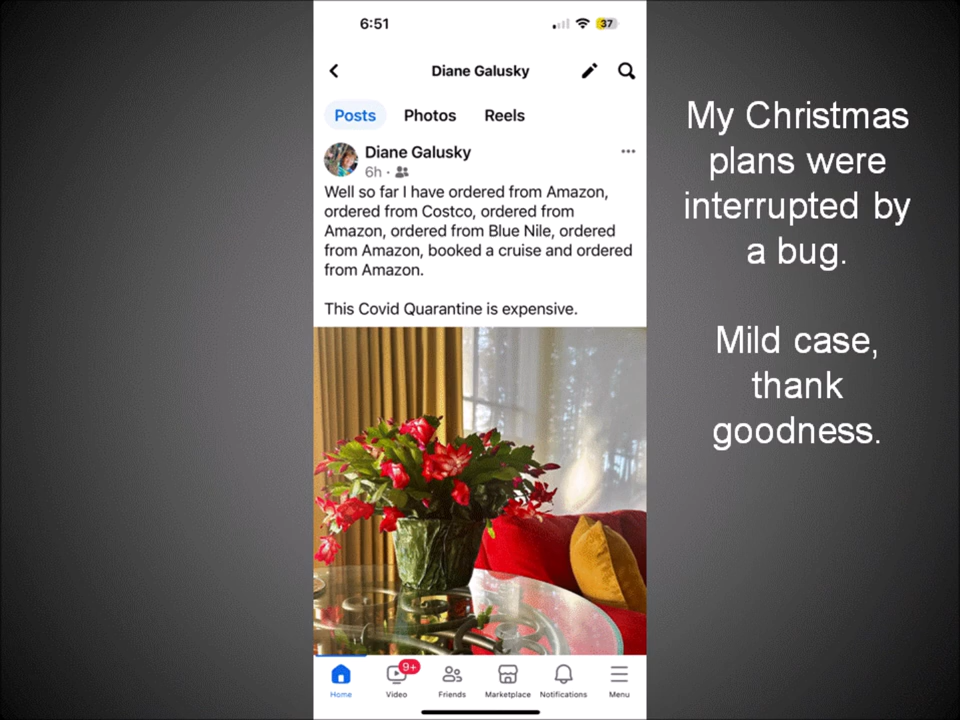 6:51
37
Diane Galusky
Posts Photos Reels
Diane Galusky
6h
Well so far I have ordered from Amazon,
ordered from Costco, ordered from
Amazon, ordered from Blue Nile, ordered
from Amazon, booked a cruise and ordered
from Amazon.
This Covid Quarantine is expensive.
9+
Home Video Friends Marketplace Notifications Menu
My Christmas
plans were
interrupted by
a bug.
Mild case,
thank
goodness.